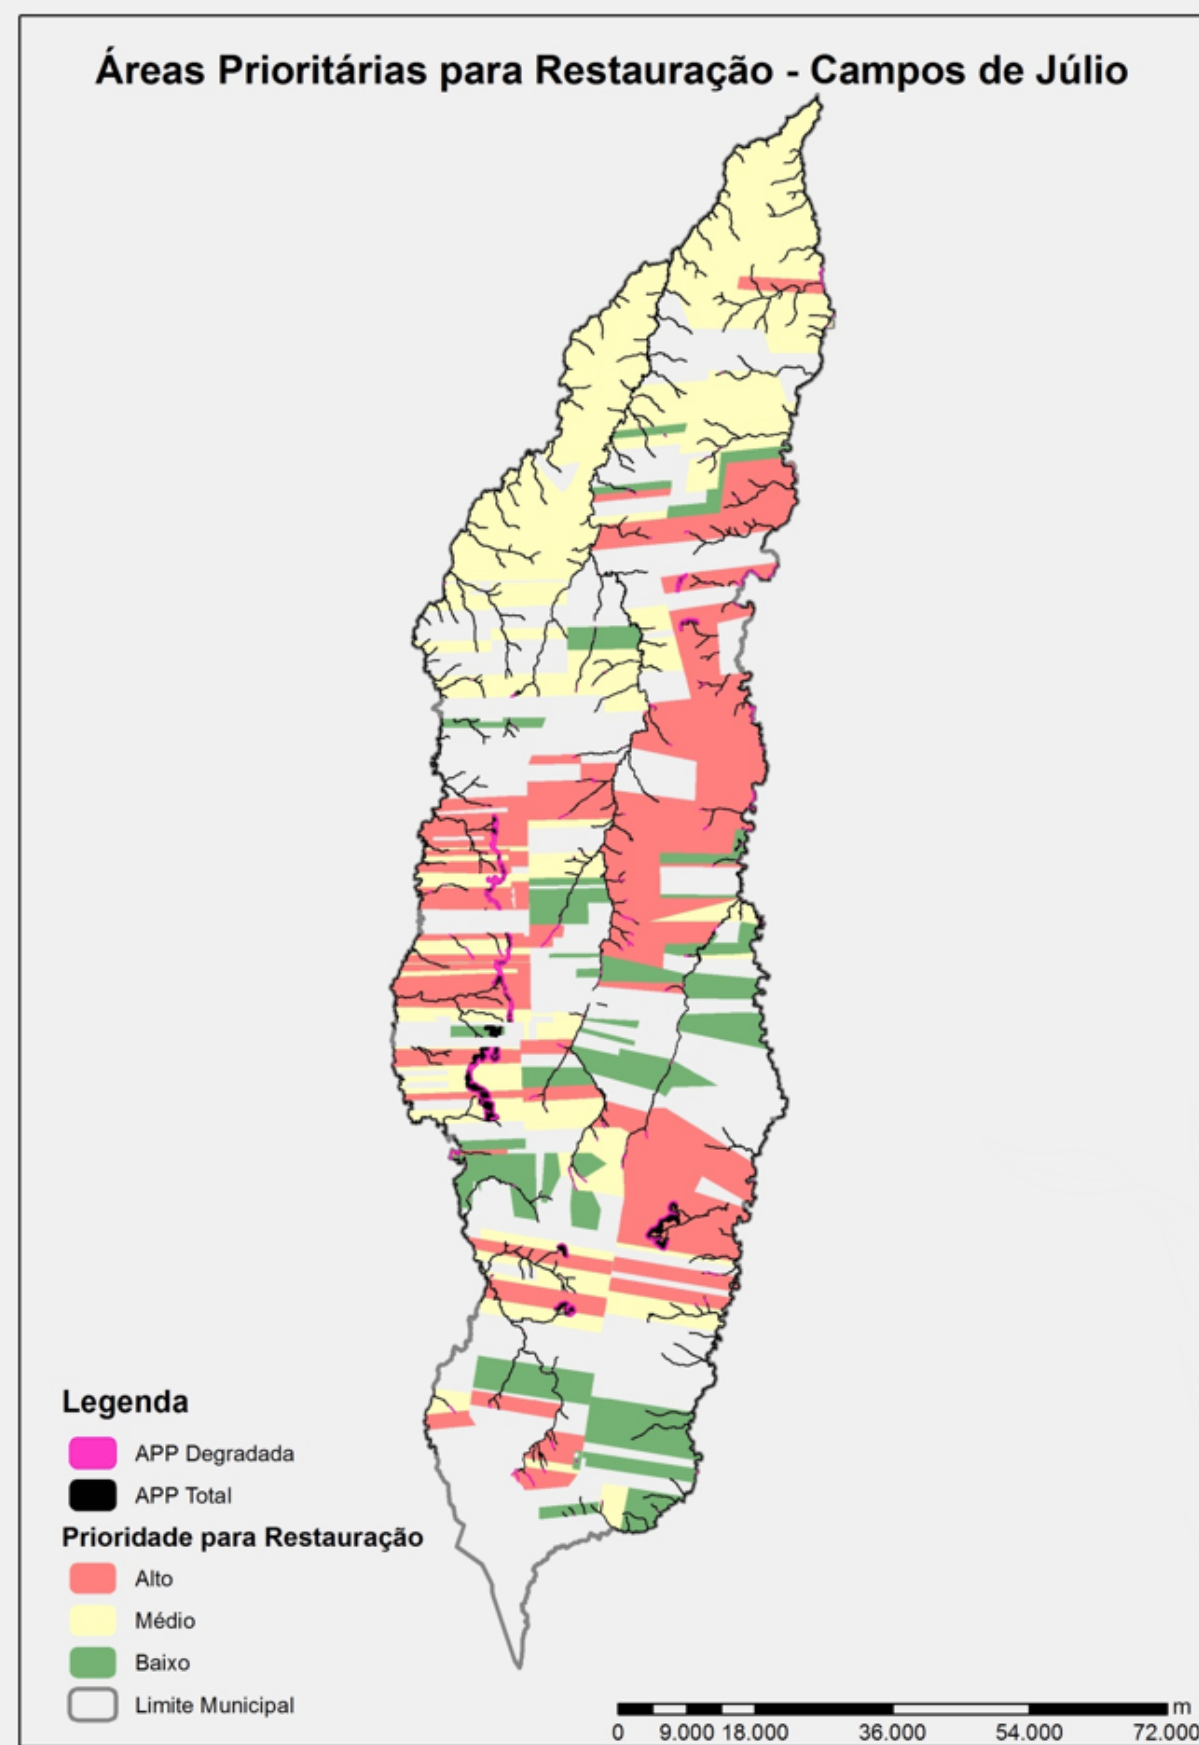 Áreas Prioritárias para Restauração - Campos de Júlio
Legenda
APP Degradada
APP Total
Prioridade para Restauração
Alto
Médio
Baixo
Limite Municipal
m
0 9.000 18.000 36.000 54.000 72.000